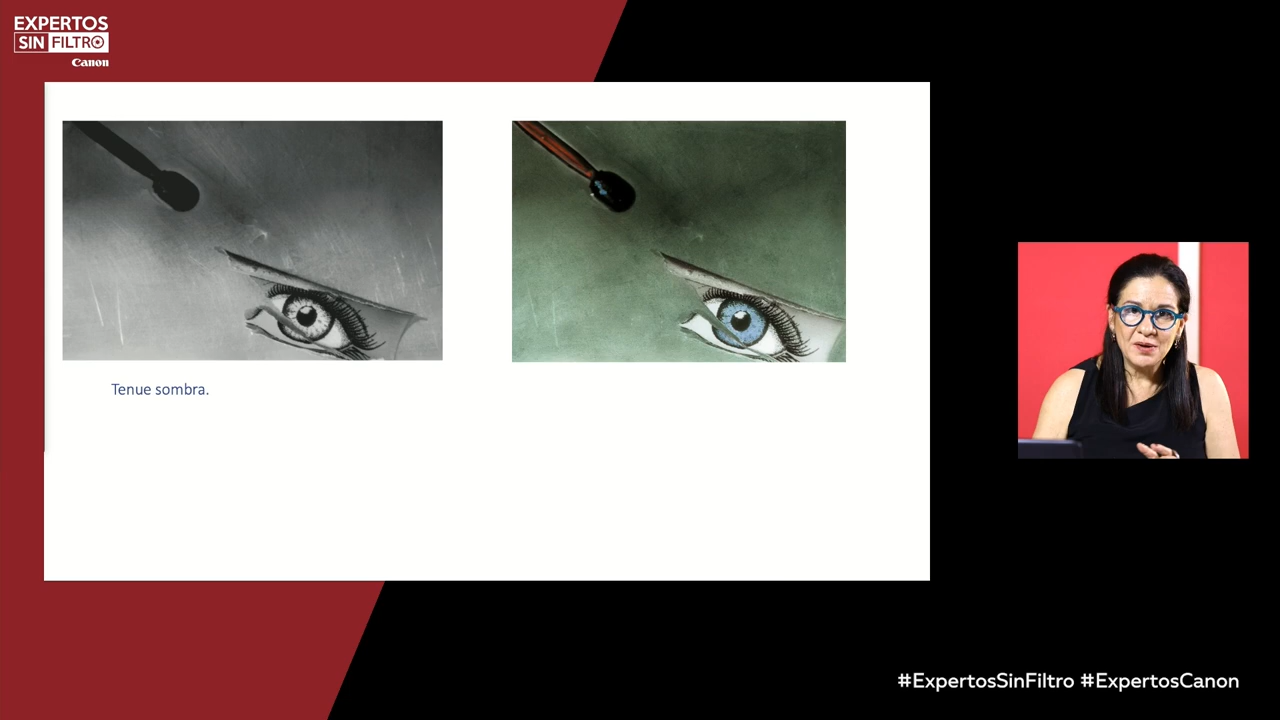 EXPERTOS
SIN FILTRO
Canon
Tenue sombra.
#ExpertosSinFiltro #ExpertosCanon